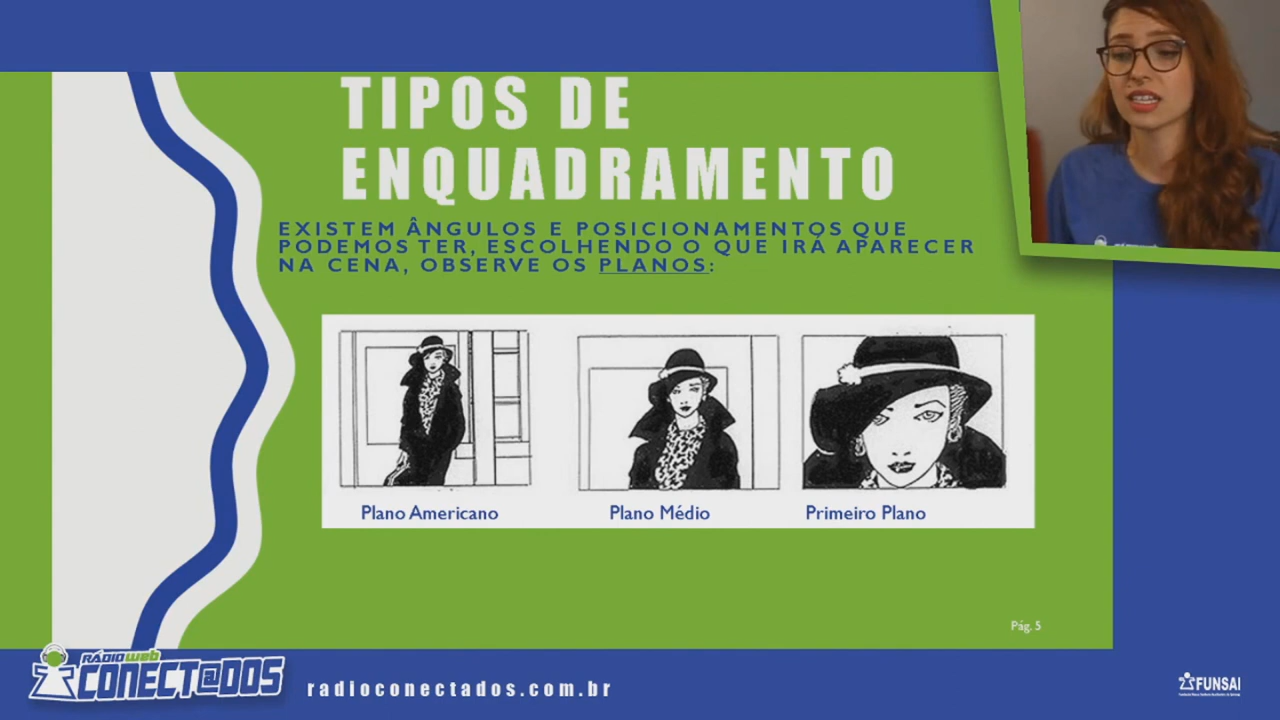 TIPOS DE
ENQUADRAMENTO
EXISTEM ÂNGULOS E POSICIONAMENTOS QUE
PODEMOS TER, ESCOLHENDO O QUE IRÁ APARECER
NA CENA, OBSERVE OS PLANOS:
Plano Americano
Plano Médio
Primeiro Plano
Pág. 5
RÁDIO WEB
CONECT@DOS
radioconectados.com.br
FUNSAI